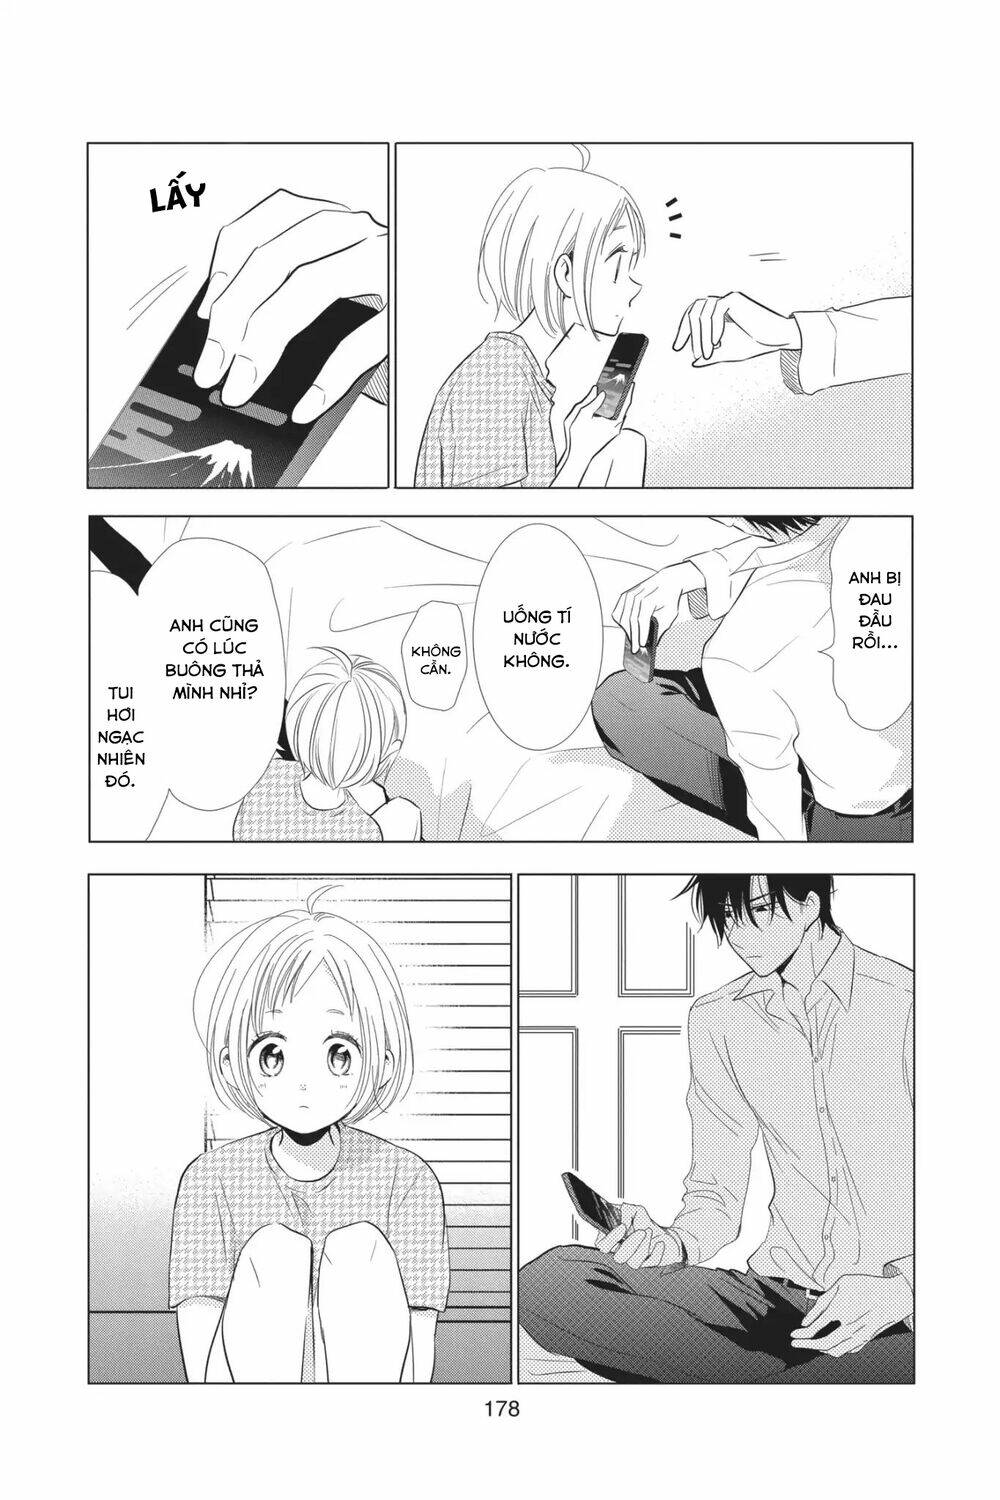 LẤY
ANH BỊ
ĐAU
ĐẦU
RỒI...
UỐNG TÍ
NƯỚC
KHÔNG.
KHÔNG
CẦN.
ANH CŨNG
CÓ LÚC
BUÔNG THẢ
MÌNH NHỈ?
TUI
HƠI
NGẠC
NHIÊN
ĐÓ.
178